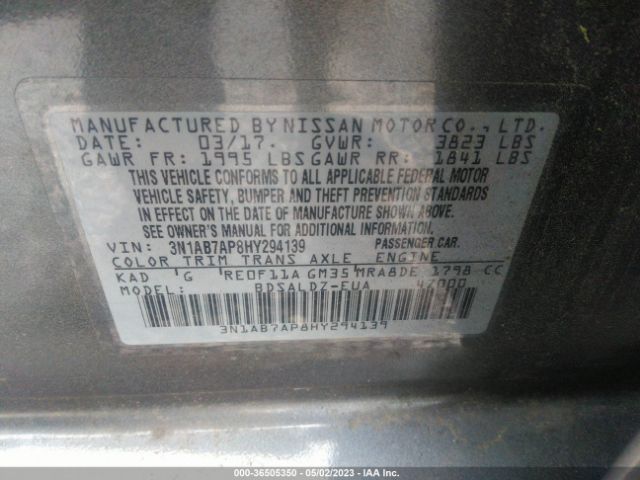 MANUFACTURED BY NISSAN MOTOR CO., LTD.
DATE: 03/17. GVWR: 3823 LBS
GAWR FR: 1995 LBS GAWR RR: 1841 LBS
THIS VEHICLE CONFORMS TO ALL APPLICABLE FEDERAL MOTOR
VEHICLE SAFETY, BUMPER AND THEFT PREVENTION STANDARDS
IN EFFECT ON THE DATE OF MANUFACTURE SHOWN ABOVE.
SEE OWNER'S MANUAL FOR ADDITIONAL INFORMATION.
VIN: 3N1AB7AP8HY294139 PASSENGER CAR.
COLOR TRIM TRANS AXLE ENGINE
KAD G RE0F11A GM35 MRA8DE 1798 CC
MODEL: BDSALDZ-EUA 47000
3N1AB7AP8HY294139
000-36505350 - 05/02/2023 - IAA Inc.